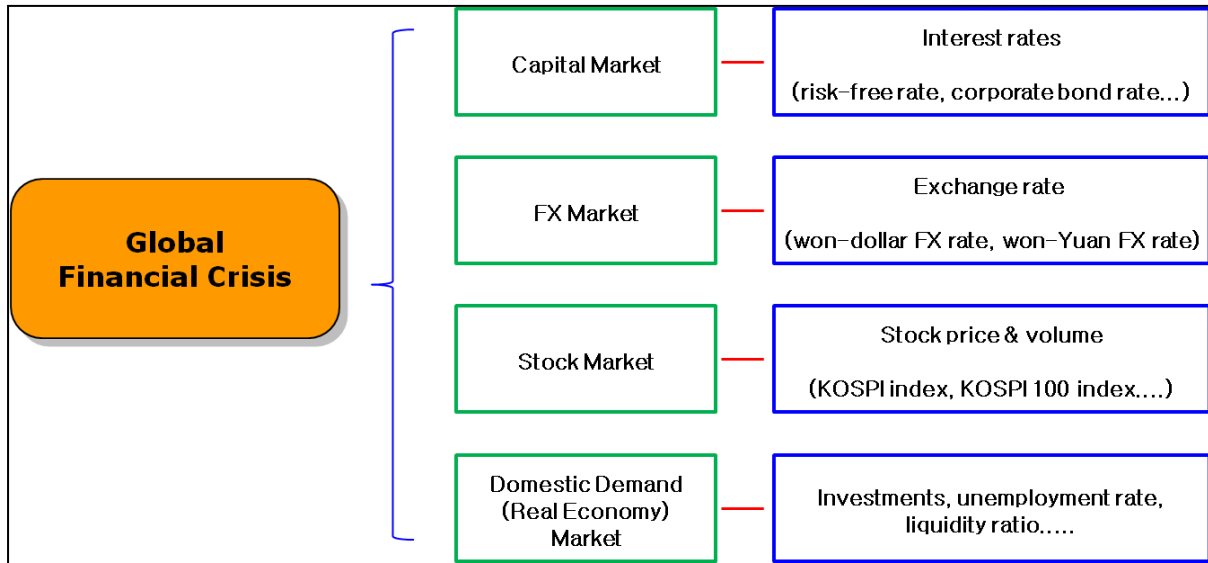 Global
Financial Crisis
Capital Market
Interest rates
(risk-free rate, corporate bond rate...)
FX Market
Exchange rate
(won-dollar FX rate, won-Yuan FX rate)
Stock Market
Stock price & volume
(KOSPI index, KOSPI 100 index....)
Domestic Demand
(Real Economy)
Market
Investments, unemployment rate,
liquidity ratio.....